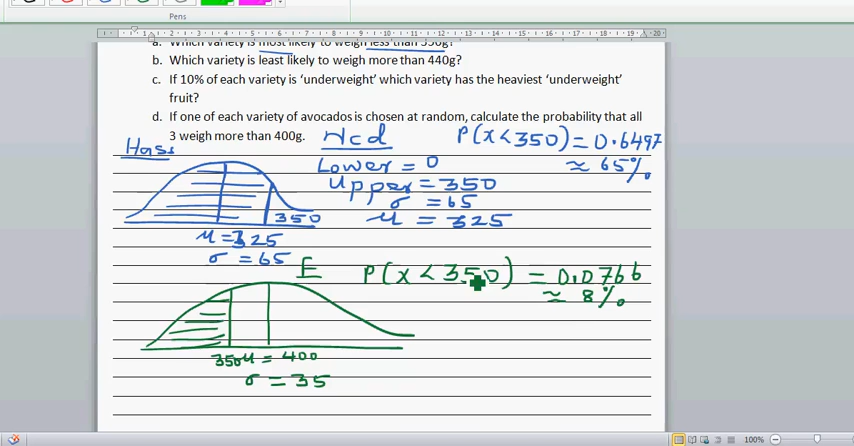 Pens
a. Which variety is most likely to weigh less than 350g?
b. Which variety is least likely to weigh more than 440g?
c. If 10% of each variety is ‘underweight’ which variety has the heaviest ‘underweight’
fruit?
d. If one of each variety of avocados is chosen at random, calculate the probability that all
3 weigh more than 400g.
Ncd
P(x<350) = 0.6497
≈ 65%
Hass
Lower = 0
Upper = 350
σ = 65
μ = 325
350
μ = 325
σ = 65
E
P(x < 350) = 0.0766
≈ 8%
350 μ = 400
σ = 35
100%